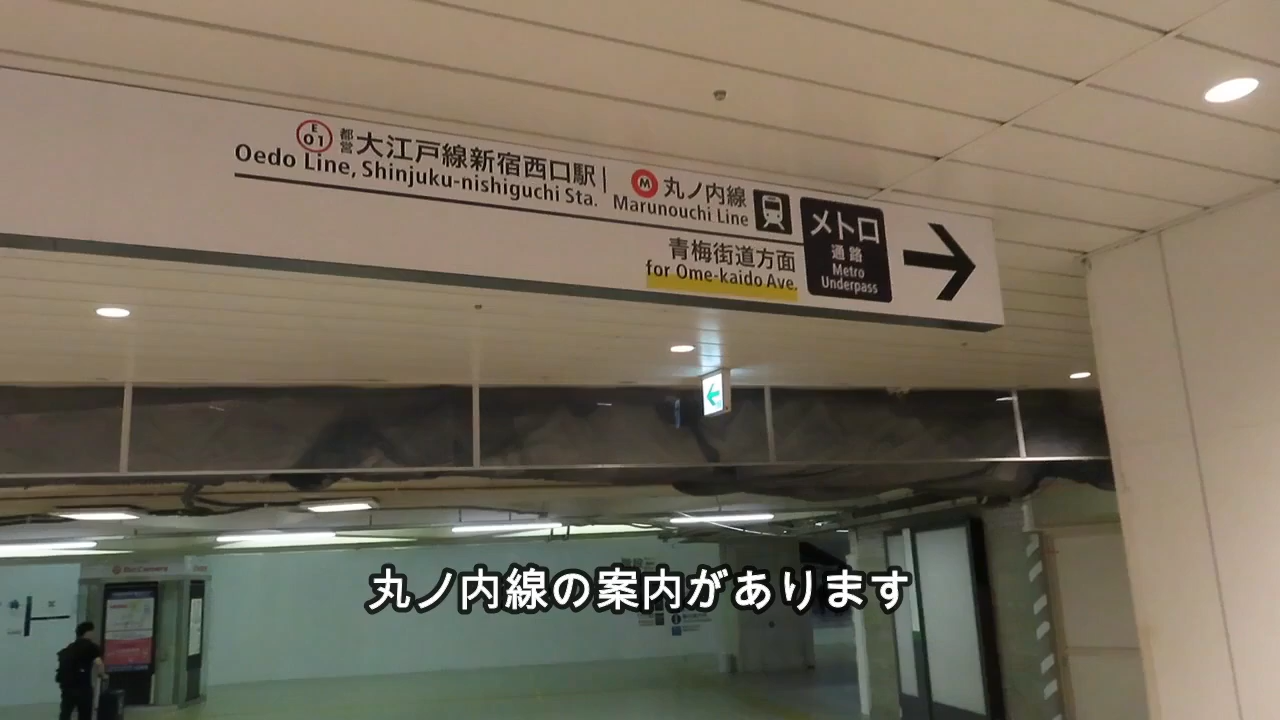 E 01 都営 大江戸線新宿西口駅
Oedo Line, Shinjuku-nishiguchi Sta.
M 丸ノ内線
Marunouchi Line
青梅街道方面
for Ome-kaido Ave.
メトロ
通路
Metro
Underpass
丸ノ内線の案内があります